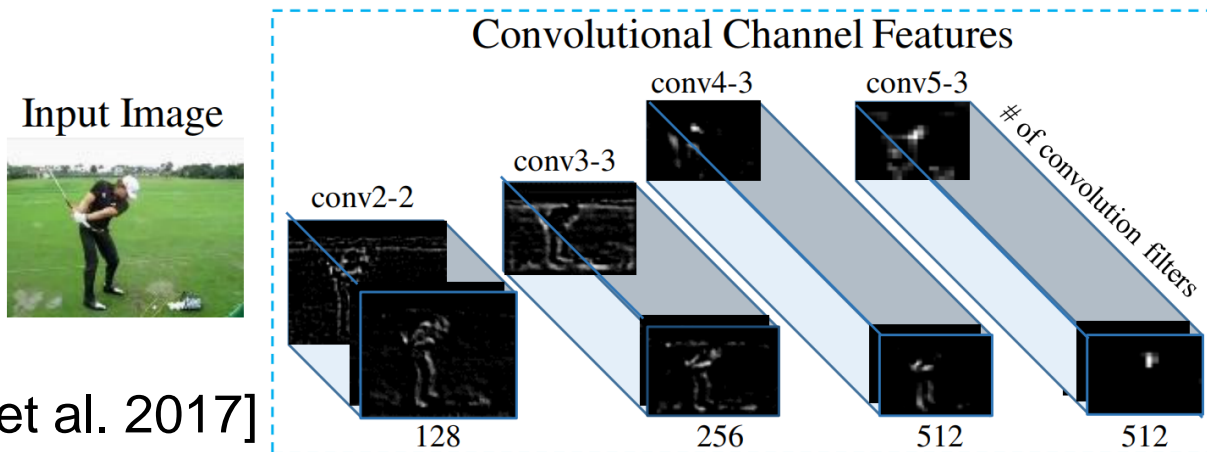 Convolutional Channel Features
Input Image
conv2-2
conv3-3
conv4-3
conv5-3
# of convolution filters
et al. 2017]
128
256
512
512